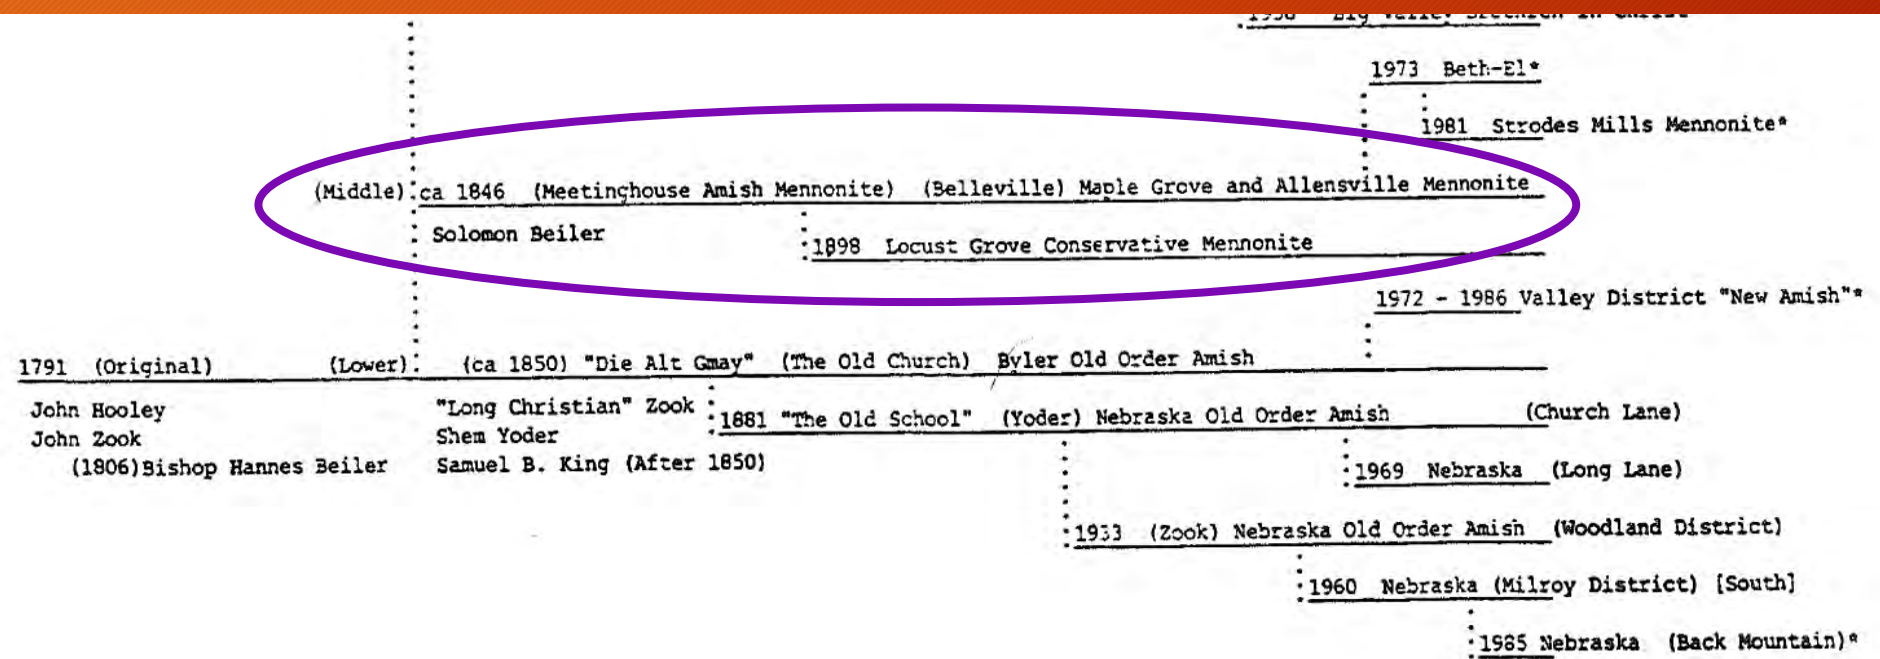 1973 Beth-El*
1981 Strodes Mills Mennonite*
(Middle) ca 1846 (Meetinghouse Amish Mennonite) (Belleville) Maple Grove and Allensville Mennonite
Solomon Beiler
1898 Locust Grove Conservative Mennonite
1972 - 1986 Valley District "New Amish"*
1791 (Original) (Lower) (ca 1850) "Die Alt Gmay" (The Old Church) Byler Old Order Amish
John Hooley "Long Christian" Zook
1881 "The Old School" (Yoder) Nebraska Old Order Amish (Church Lane)
John Zook Shem Yoder
(1806)Bishop Hannes Beiler Samuel B. King (After 1850)
1969 Nebraska (Long Lane)
1933 (Zook) Nebraska Old Order Amish (Woodland District)
1960 Nebraska (Milroy District) [South]
1985 Nebraska (Back Mountain)*